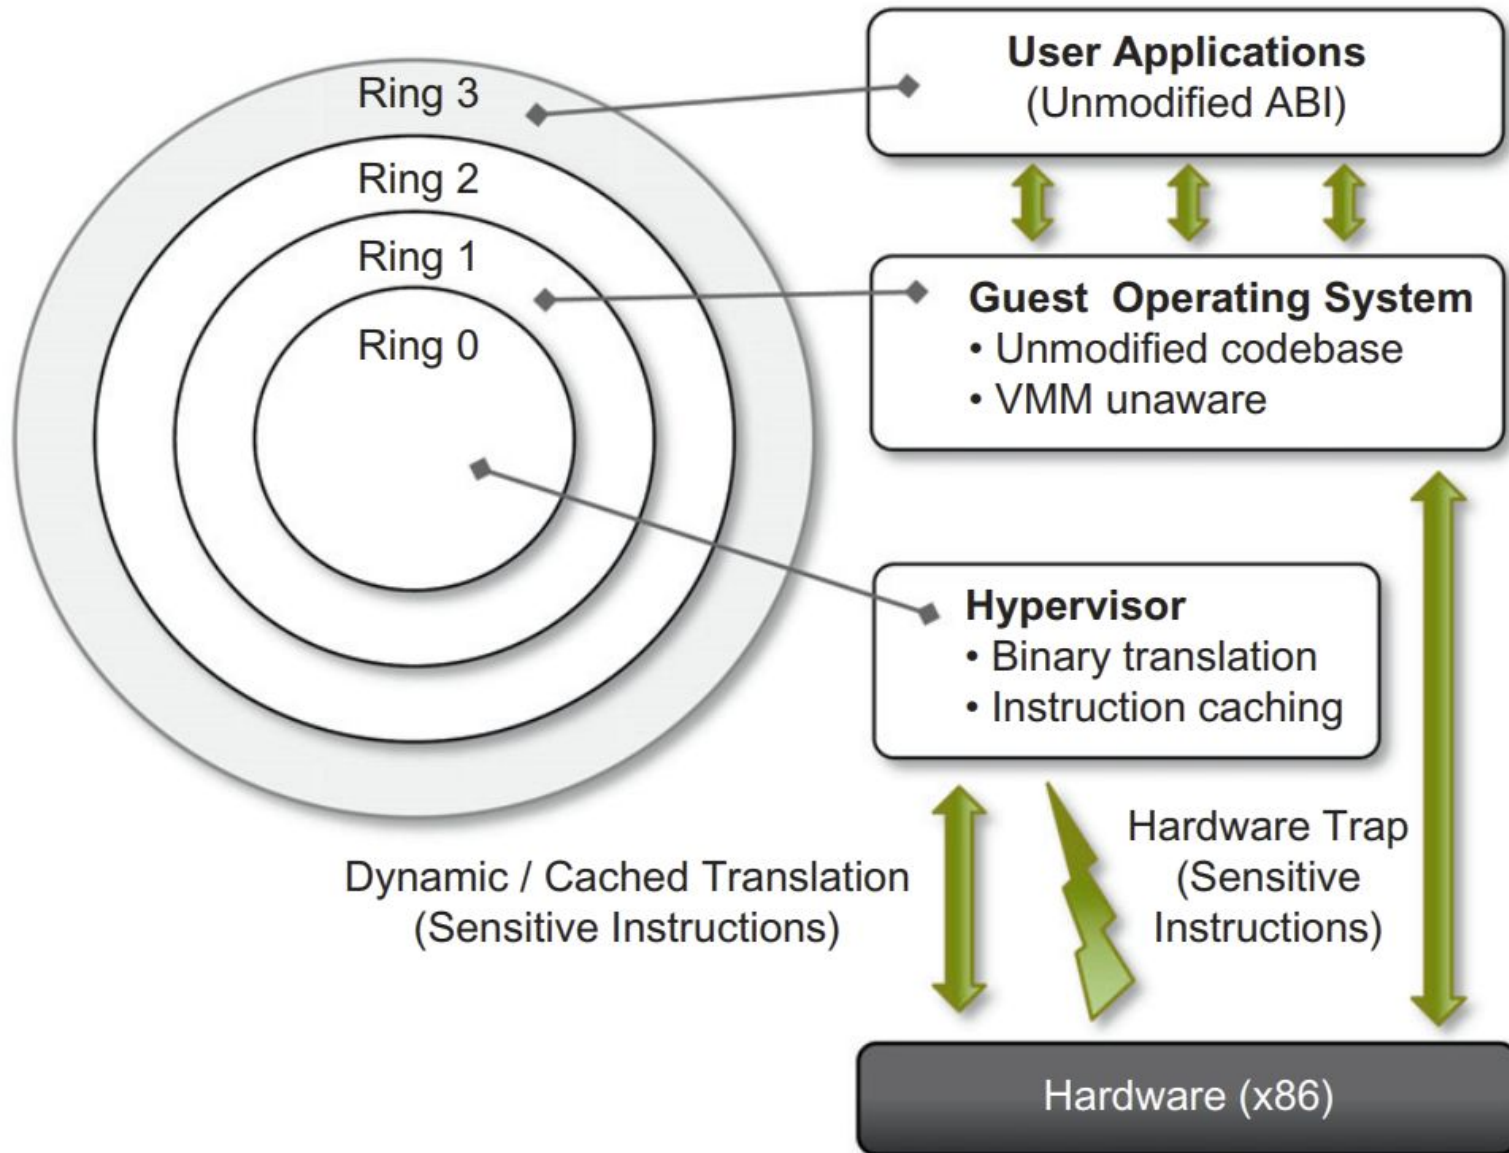 Ring 3
Ring 2
Ring 1
Ring 0
User Applications
(Unmodified ABI)
Guest Operating System
• Unmodified codebase
• VMM unaware
Hypervisor
• Binary translation
• Instruction caching
Dynamic / Cached Translation
(Sensitive Instructions)
Hardware Trap
(Sensitive
Instructions)
Hardware (x86)